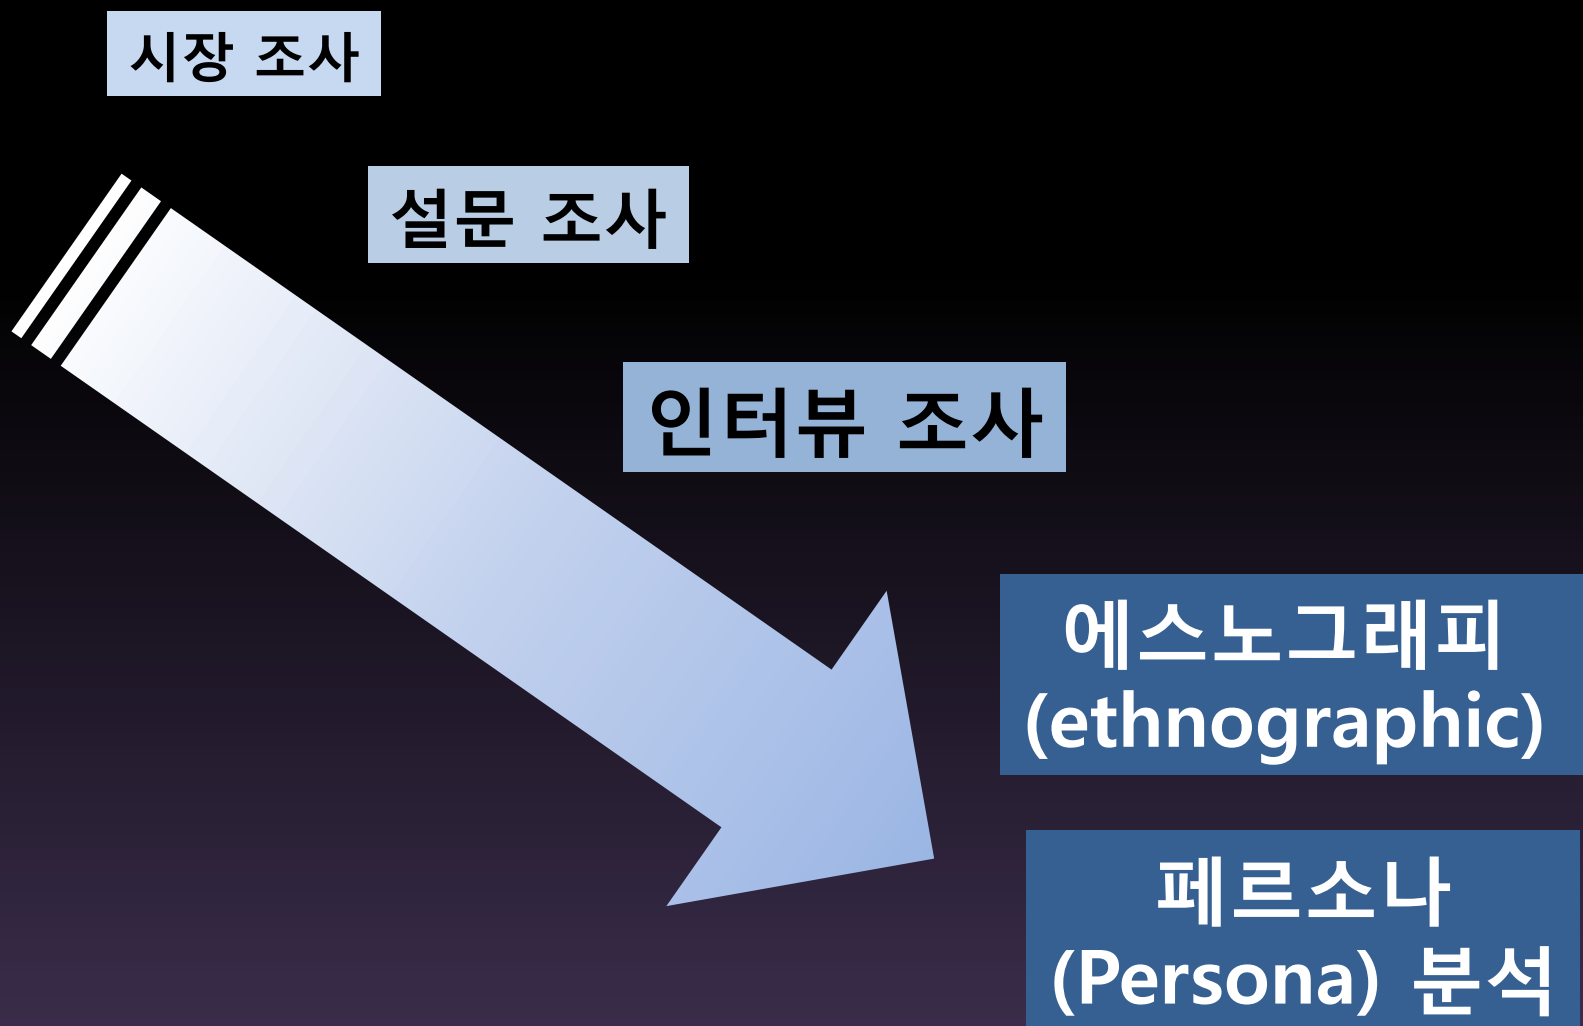 시장 조사
설문 조사
인터뷰 조사
에스노그래피
(ethnographic)
페르소나
(Persona) 분석